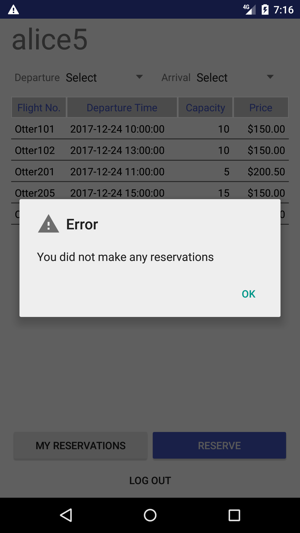 4G 7:16
alice5
Departure Select Arrival Select
Flight No. Departure Time Capacity Price
Otter101 2017-12-24 10:00:00 10 $150.00
Otter102 2017-12-24 13:00:00 10 $150.00
Otter201 2017-12-24 11:00:00 5 $200.50
Otter205 2017-12-24 15:00:00 15 $150.00
Error
You did not make any reservations
OK
MY RESERVATIONS RESERVE
LOG OUT